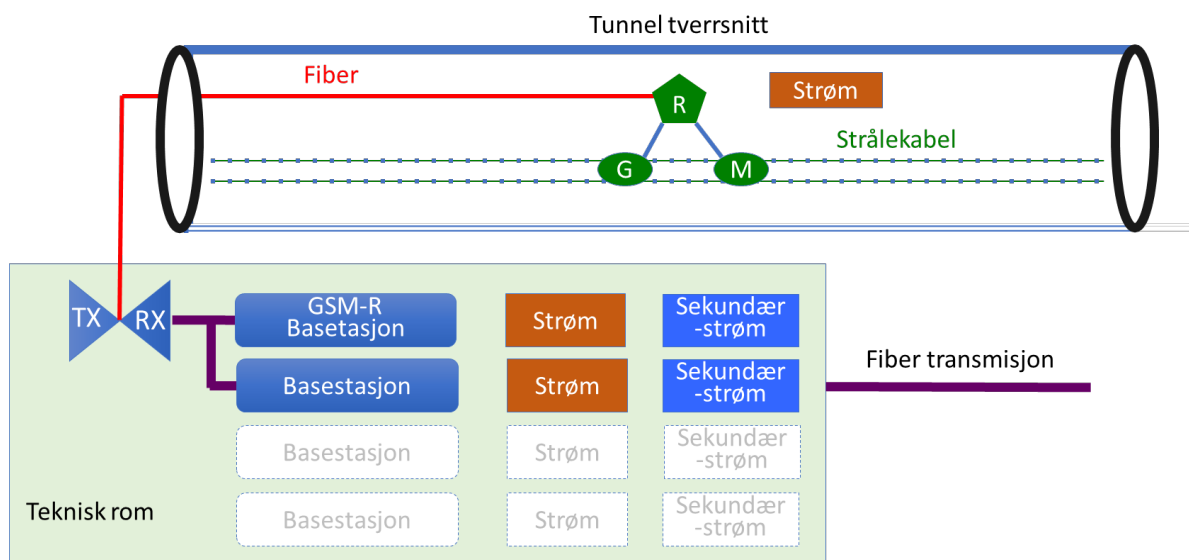 Tunnel tverrsnitt
Fiber
R
Strøm
Strålekabel
G
M
TX
RX
GSM-R
Basetasjon
Strøm
Sekundær
-strøm
Basestasjon
Strøm
Sekundær
-strøm
Fiber transmisjon
Basestasjon
Strøm
Sekundær
-strøm
Teknisk rom
Basestasjon
Strøm
Sekundær
-strøm